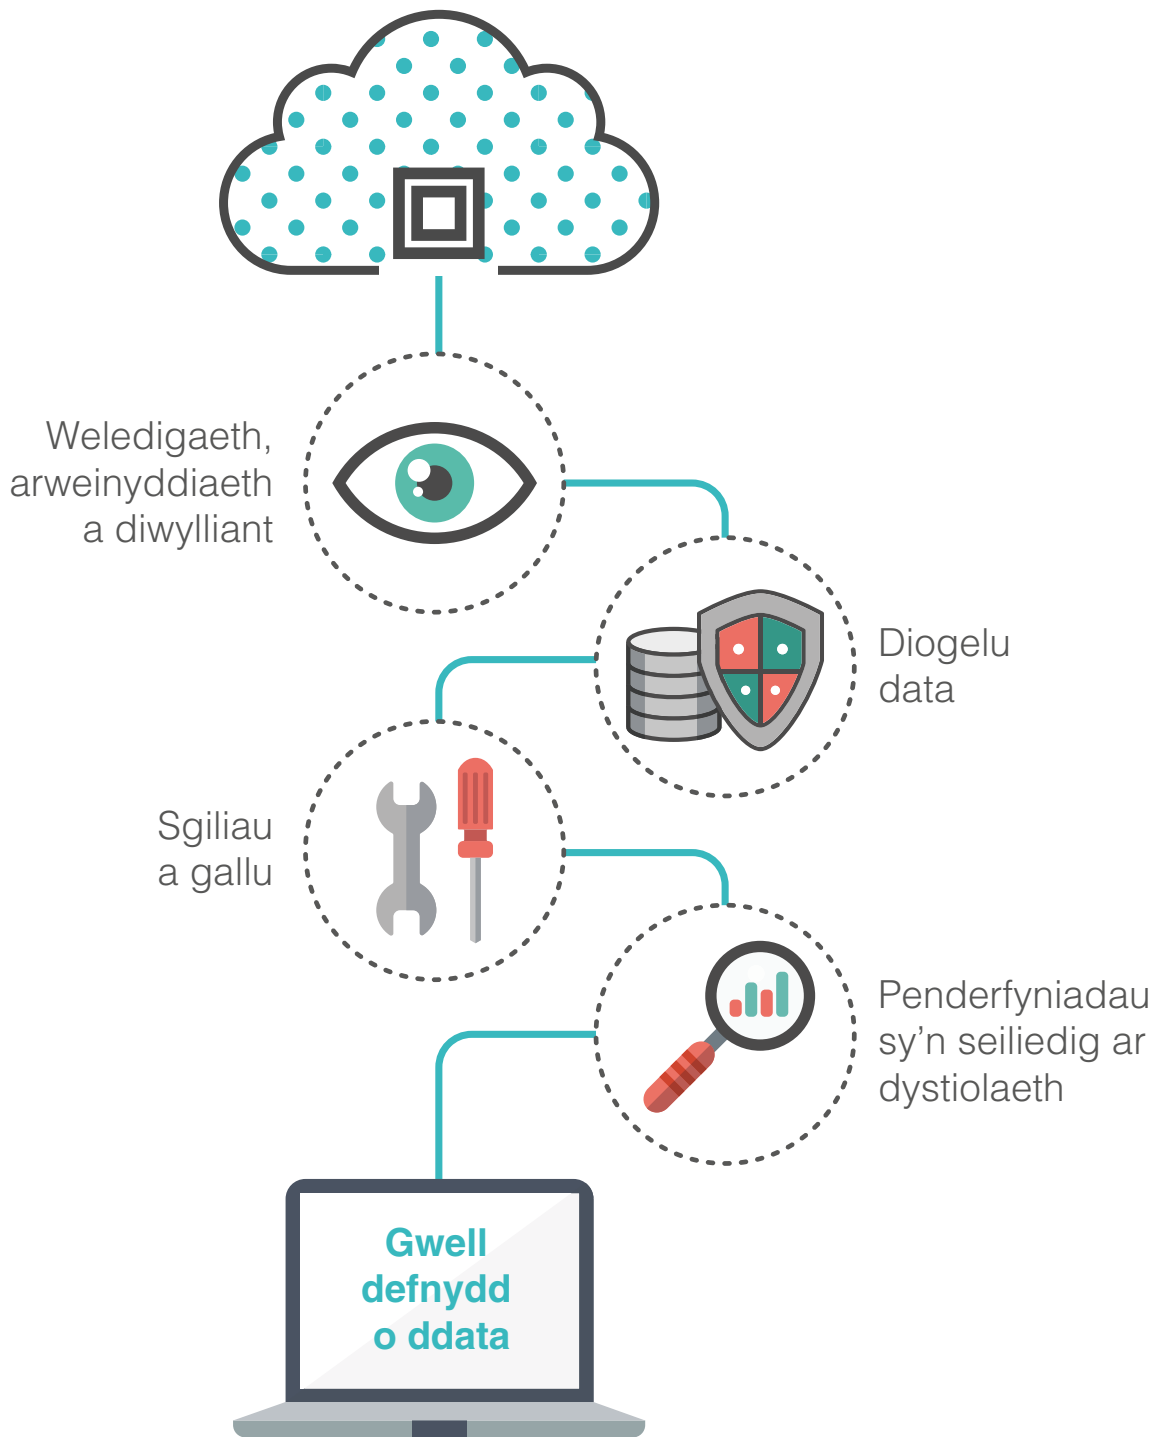 Weledigaeth,
arweinyddiaeth
a diwylliant
Diogelu
data
Sgiliau
a gallu
Penderfyniadau
sy’n seiliedig ar
dystiolaeth
Gwell
defnydd
o ddata